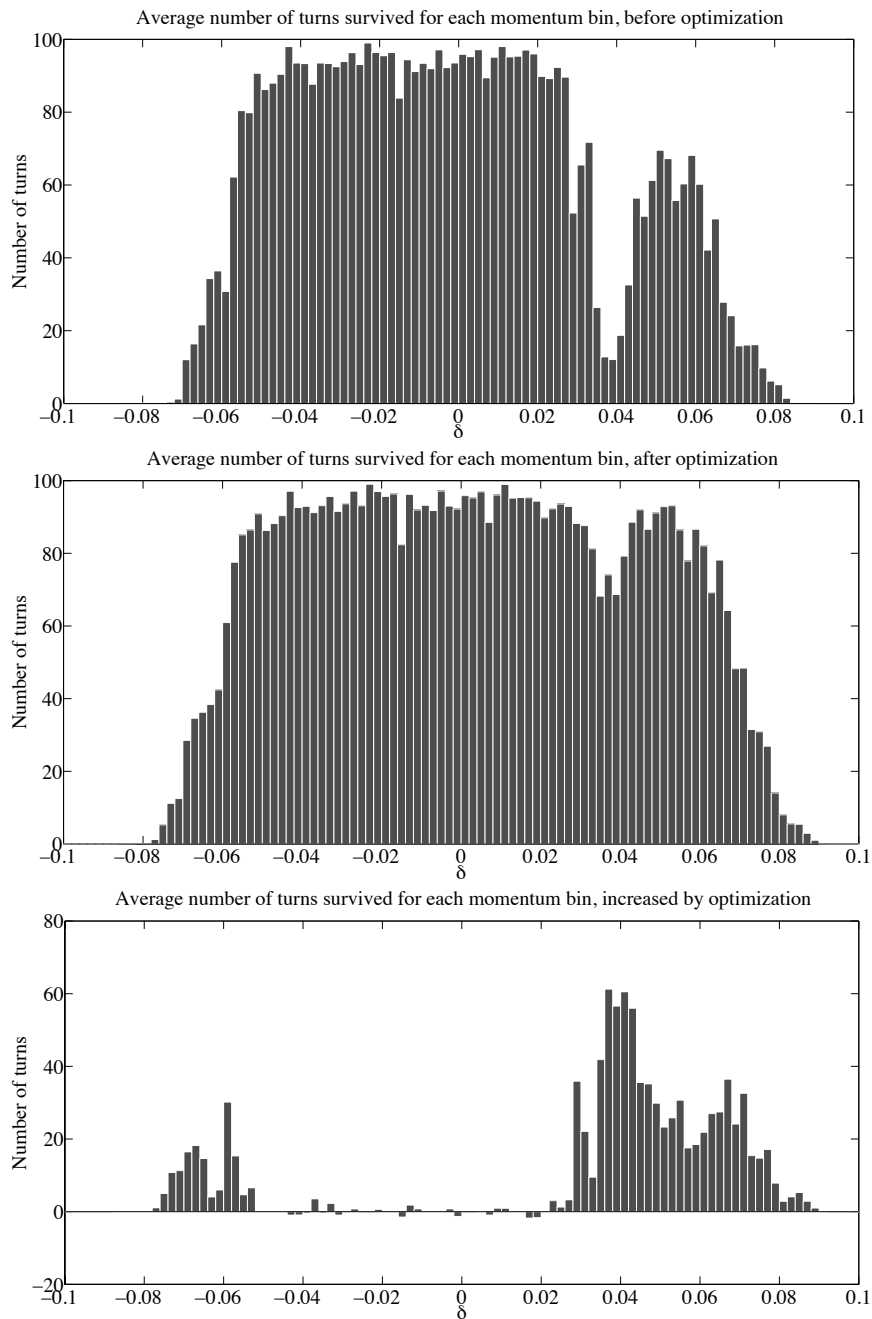 Average number of turns survived for each momentum bin, before optimization
100
80
60
40
20
0
Number of turns
−0.1 −0.08 −0.06 −0.04 −0.02 0 0.02 0.04 0.06 0.08 0.1
δ
Average number of turns survived for each momentum bin, after optimization
100
80
60
40
20
0
Number of turns
−0.1 −0.08 −0.06 −0.04 −0.02 0 0.02 0.04 0.06 0.08 0.1
δ
Average number of turns survived for each momentum bin, increased by optimization
80
60
40
20
0
−20
Number of turns
−0.1 −0.08 −0.06 −0.04 −0.02 0 0.02 0.04 0.06 0.08 0.1
δ